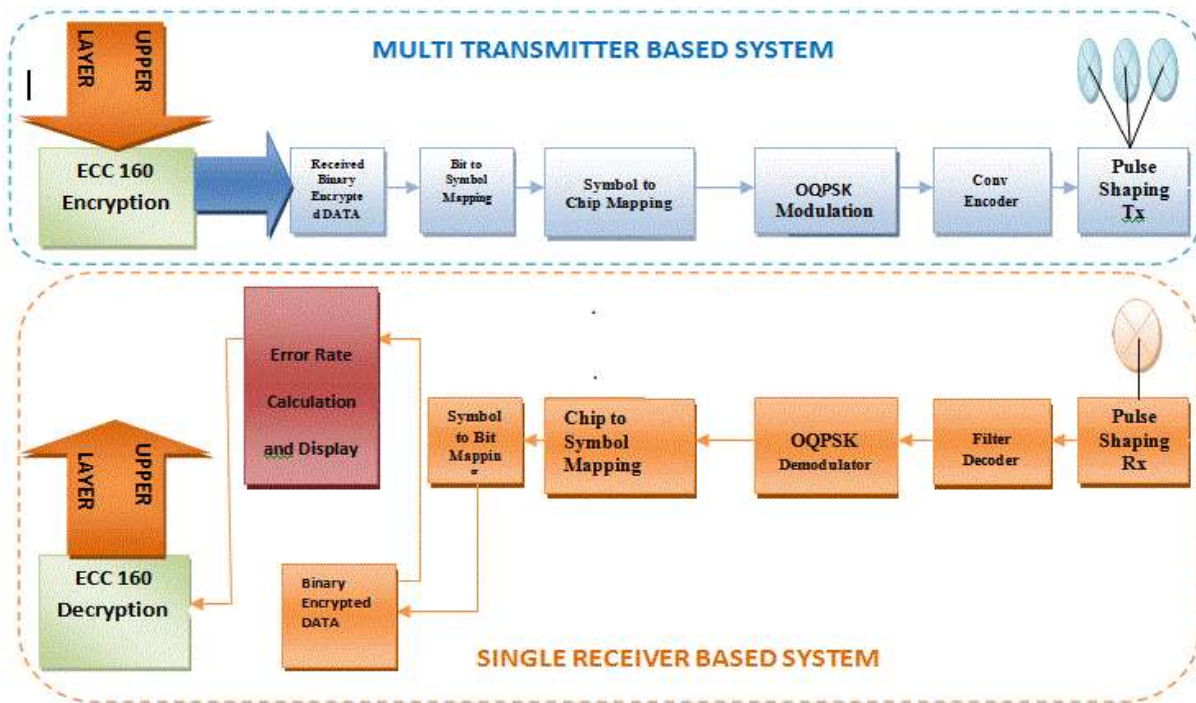 MULTI TRANSMITTER BASED SYSTEM
UPPER
LAYER
ECC 160
Encryption
Received
Binary
Encrypte
d DATA
Bit to
Symbol
Mapping
Symbol to
Chip Mapping
OQPSK
Modulation
Conv
Encoder
Pulse
Shaping
Tx
Pulse
Shaping
Rx
Filter
Decoder
OQPSK
Demodulator
Chip to
Symbol
Mapping
Symbol
to Bit
Mappin
g
Binary
Encrypted
DATA
Error Rate
Calculation
and Display
ECC 160
Decryption
UPPER
LAYER
SINGLE RECEIVER BASED SYSTEM